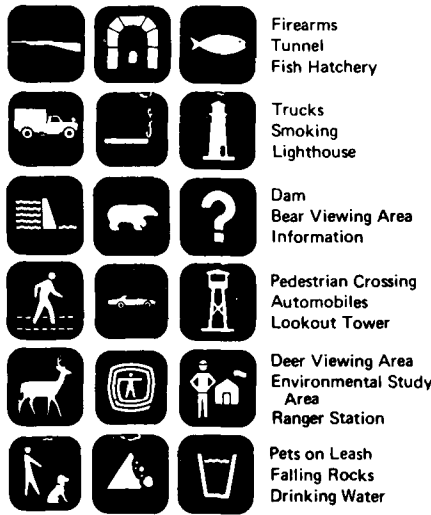 Firearms
Tunnel
Fish Hatchery
Trucks
Smoking
Lighthouse
Dam
Bear Viewing Area
Information
Pedestrian Crossing
Automobiles
Lookout Tower
Deer Viewing Area
Environmental Study
Area
Ranger Station
Pets on Leash
Falling Rocks
Drinking Water